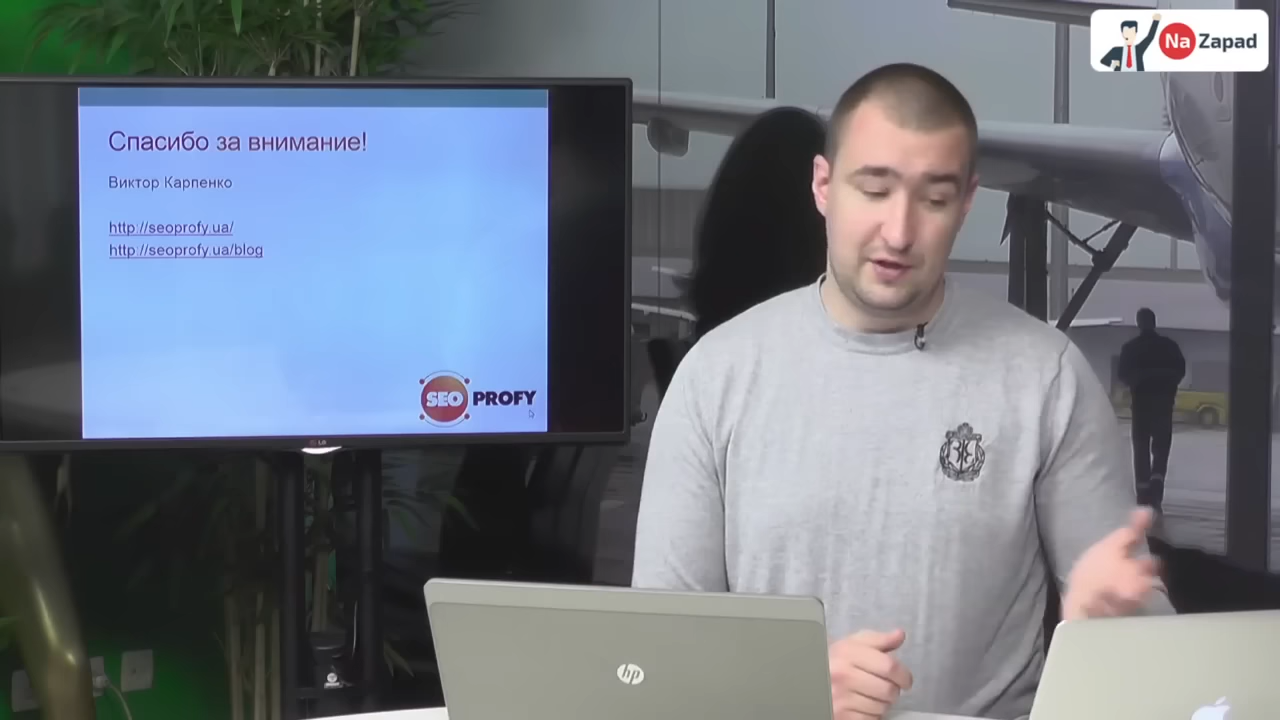 Na Zapad
Спасибо за внимание!
Виктор Карпенко
http://seoprofy.ua/
http://seoprofy.ua/blog
SEO PROFY
LG
hp